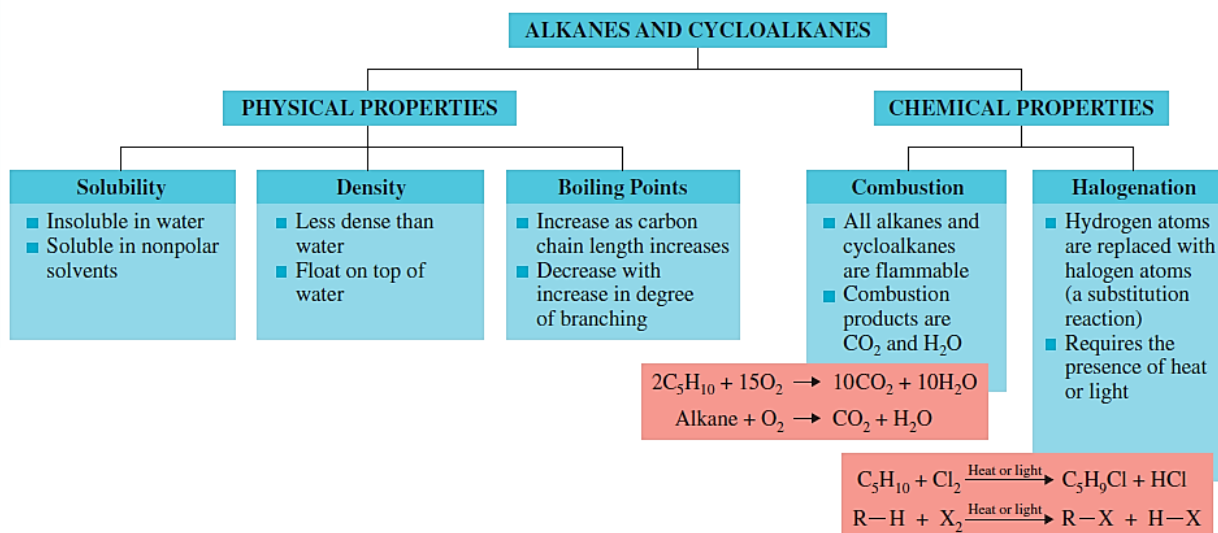 ALKANES AND CYCLOALKANES
PHYSICAL PROPERTIES
CHEMICAL PROPERTIES
Solubility
■ Insoluble in water
■ Soluble in nonpolar
solvents
Density
■ Less dense than
water
■ Float on top of
water
Boiling Points
■ Increase as carbon
chain length increases
■ Decrease with
increase in degree
of branching
Combustion
■ All alkanes and
cycloalkanes
are flammable
■ Combustion
products are
CO₂ and H₂O
2C₅H₁₀ + 15O₂ → 10CO₂ + 10H₂O
Alkane + O₂ → CO₂ + H₂O
Halogenation
■ Hydrogen atoms
are replaced with
halogen atoms
(a substitution
reaction)
■ Requires the
presence of heat
or light
Heat or light
C₅H₁₀ + Cl₂ → C₅H₉Cl + HCl
Heat or light
R—H + X₂ → R—X + H—X